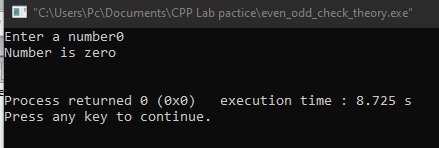 "C:\Users\Pc\Documents\CPP Lab pactice\even_odd_check_theory.exe"
Enter a number0
Number is zero
Process returned 0 (0x0)   execution time : 8.725 s
Press any key to continue.